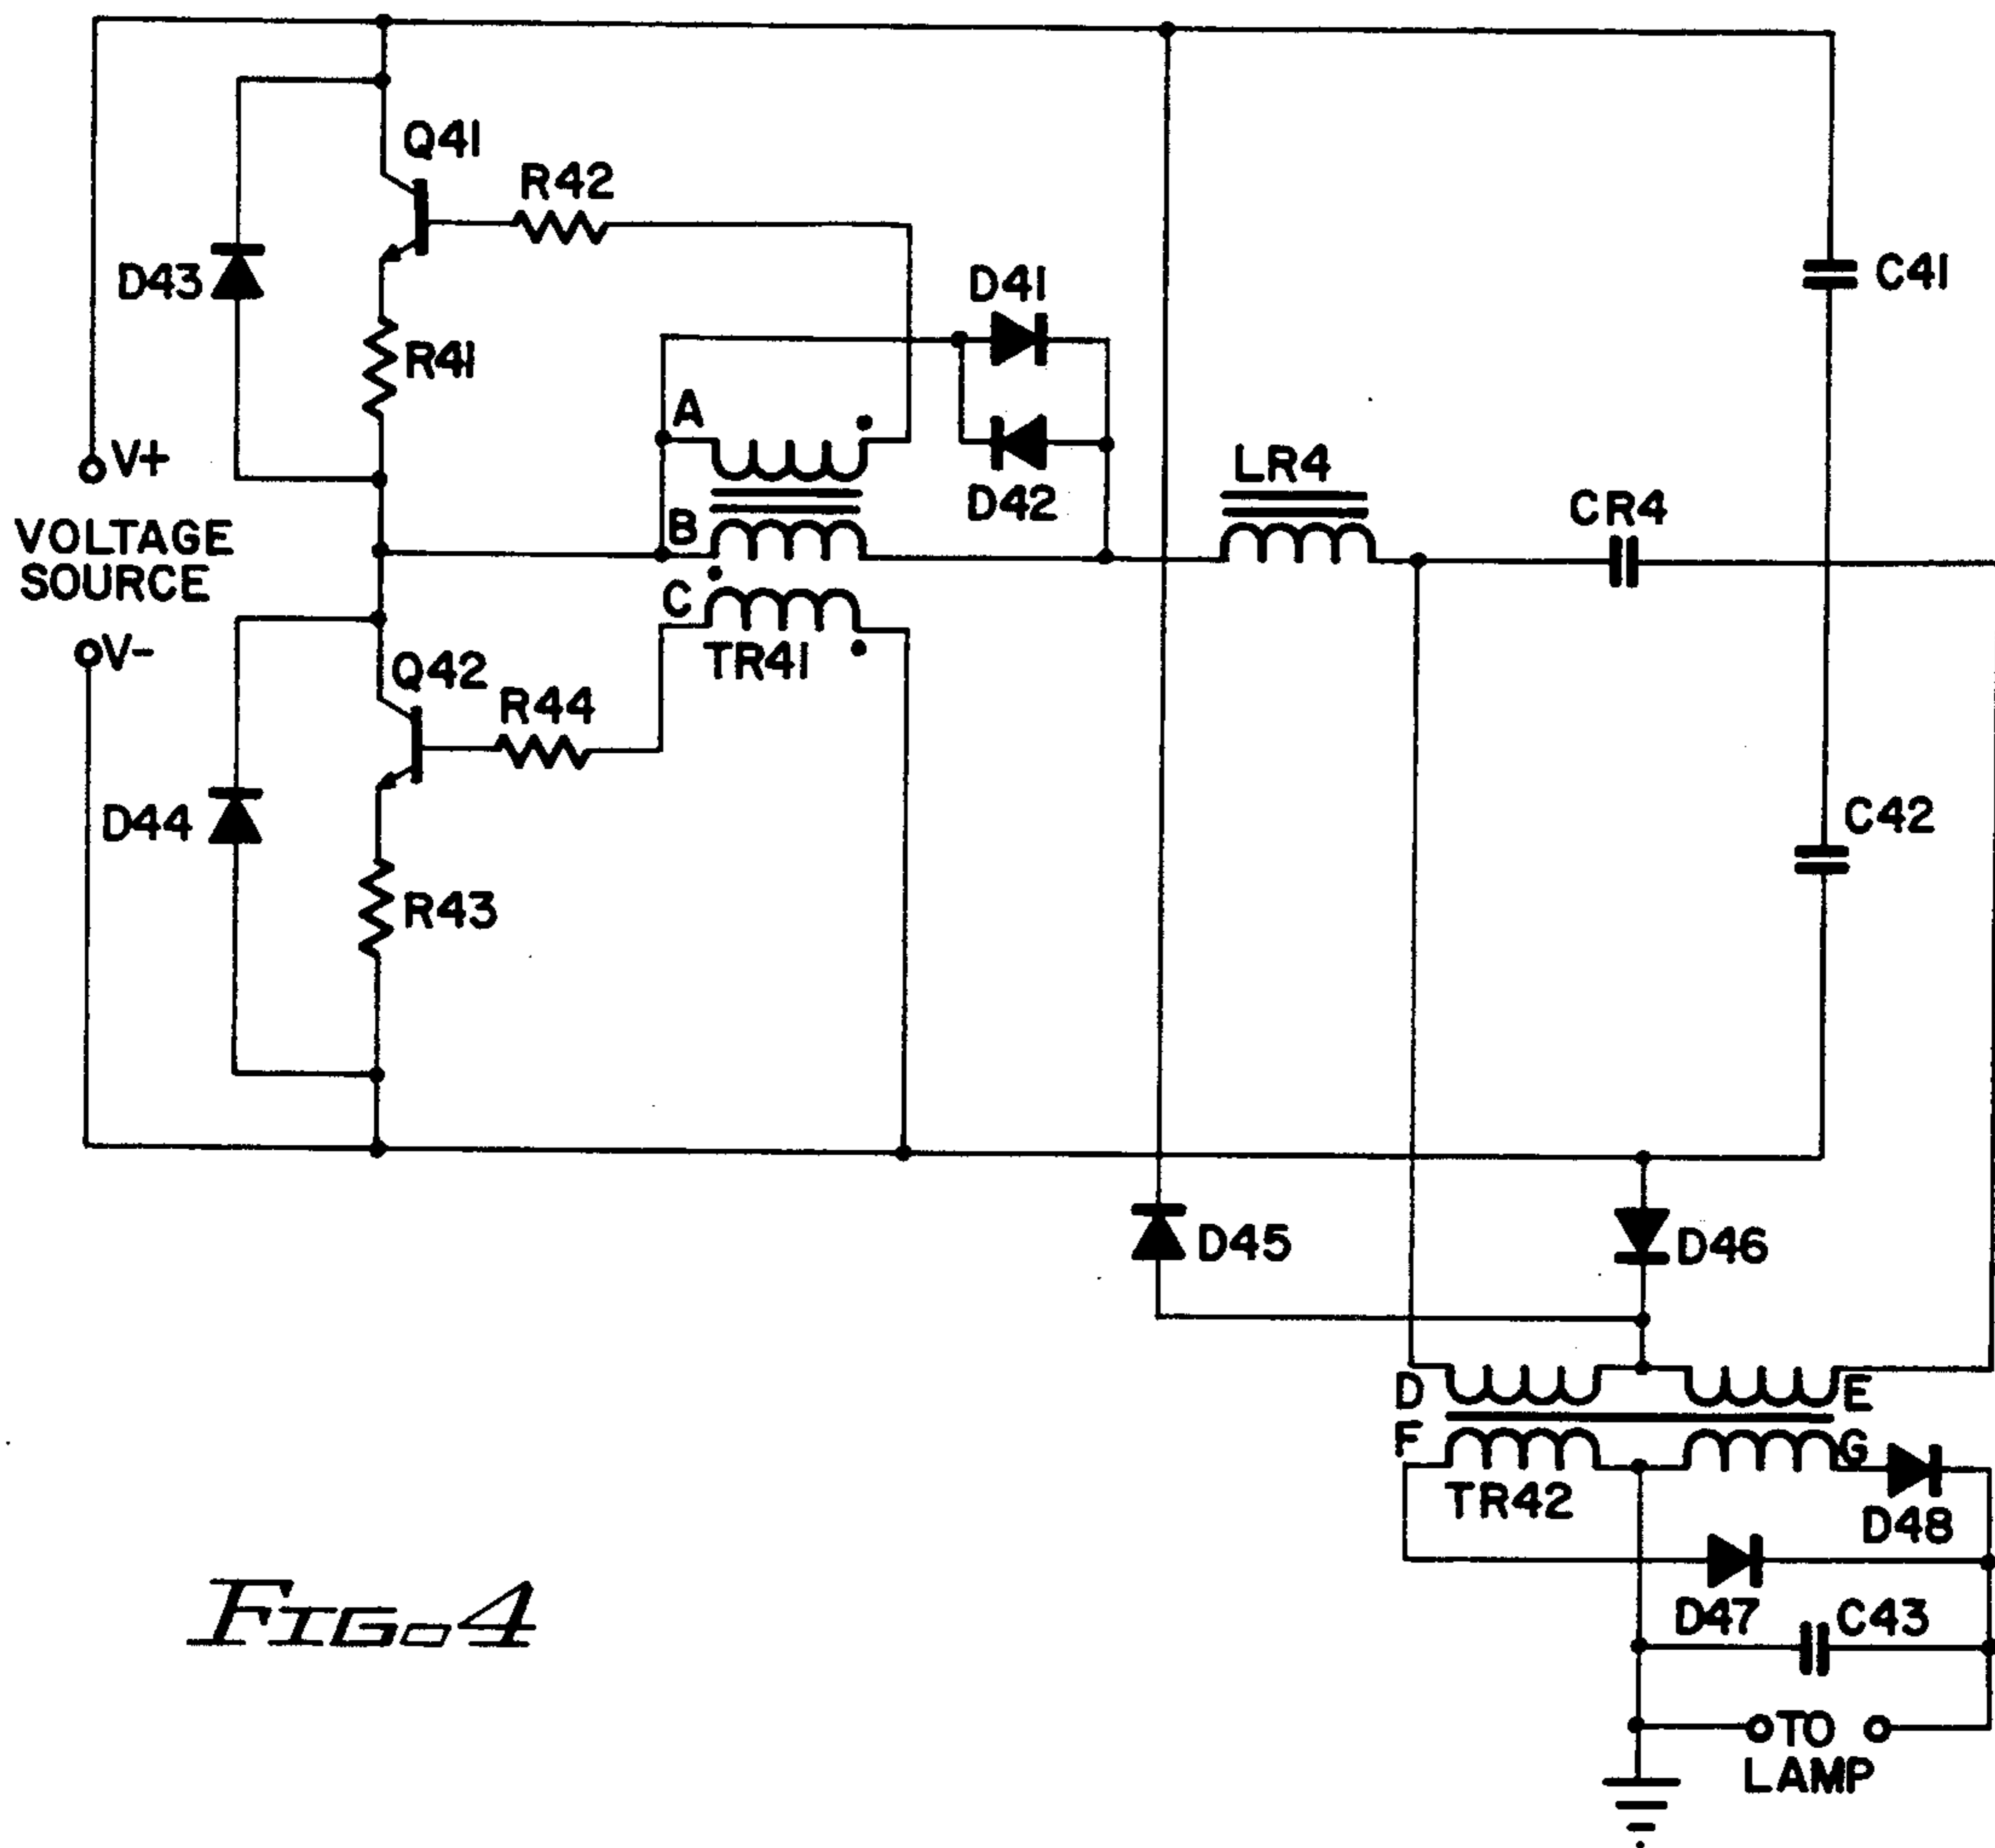 Q41
R42
D43
D41
C41
R41
A
V+
D42
LR4
CR4
VOLTAGE
SOURCE
B
C
V-
TR41
Q42
R44
D44
C42
R43
D45
D46
D
E
F
G
TR42
D48
D47
C43
TO
LAMP
FIG. 4